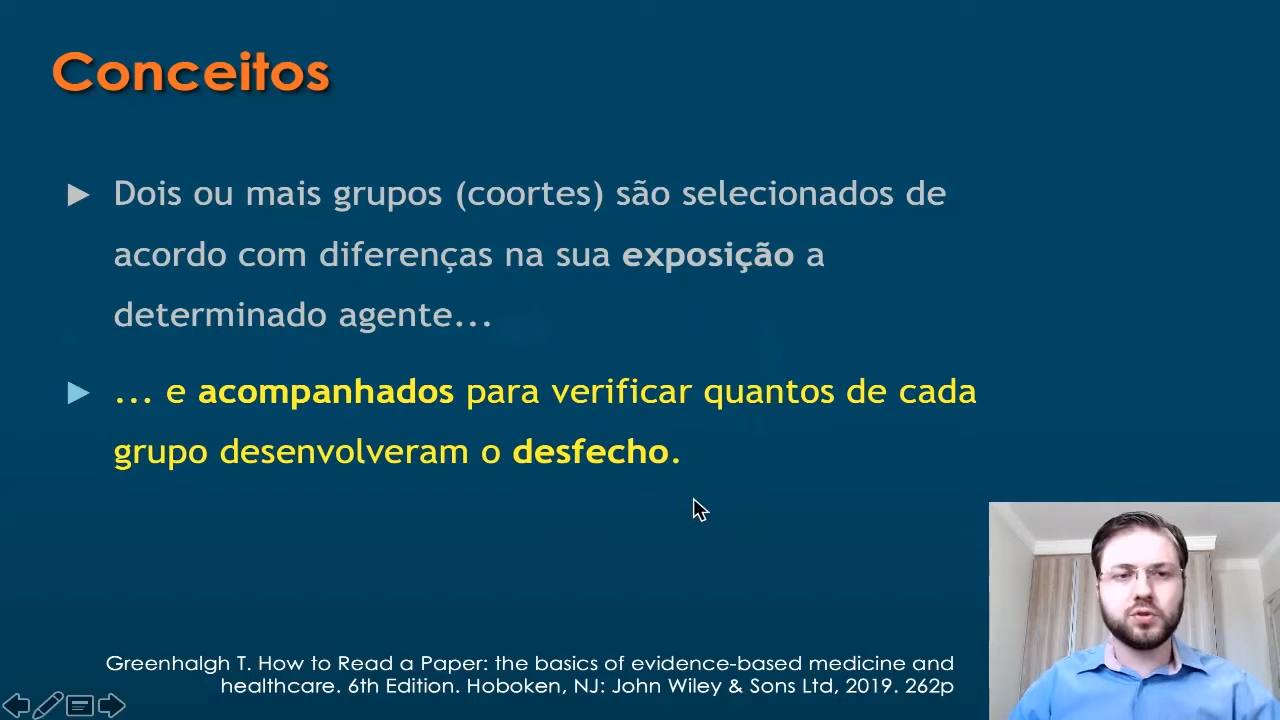 Conceitos
Dois ou mais grupos (coortes) são selecionados de
acordo com diferenças na sua exposição a
determinado agente...
... e acompanhados para verificar quantos de cada
grupo desenvolveram o desfecho.
Greenhalgh T. How to Read a Paper: the basics of evidence-based medicine and
healthcare. 6th Edition. Hoboken, NJ: John Wiley & Sons Ltd, 2019. 262p